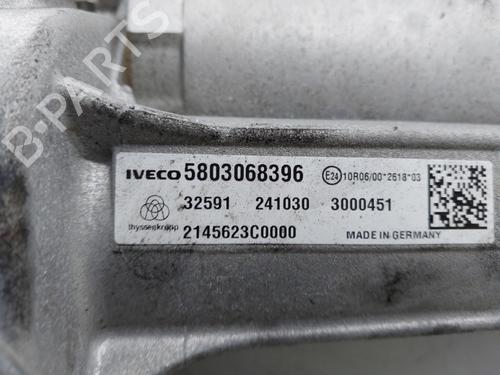 B-PARTS
IVECO 5803068396 E24 10R06/00*2618*03
32591 241030 3000451
thyssenkrupp
2145623C0000 MADE IN GERMANY